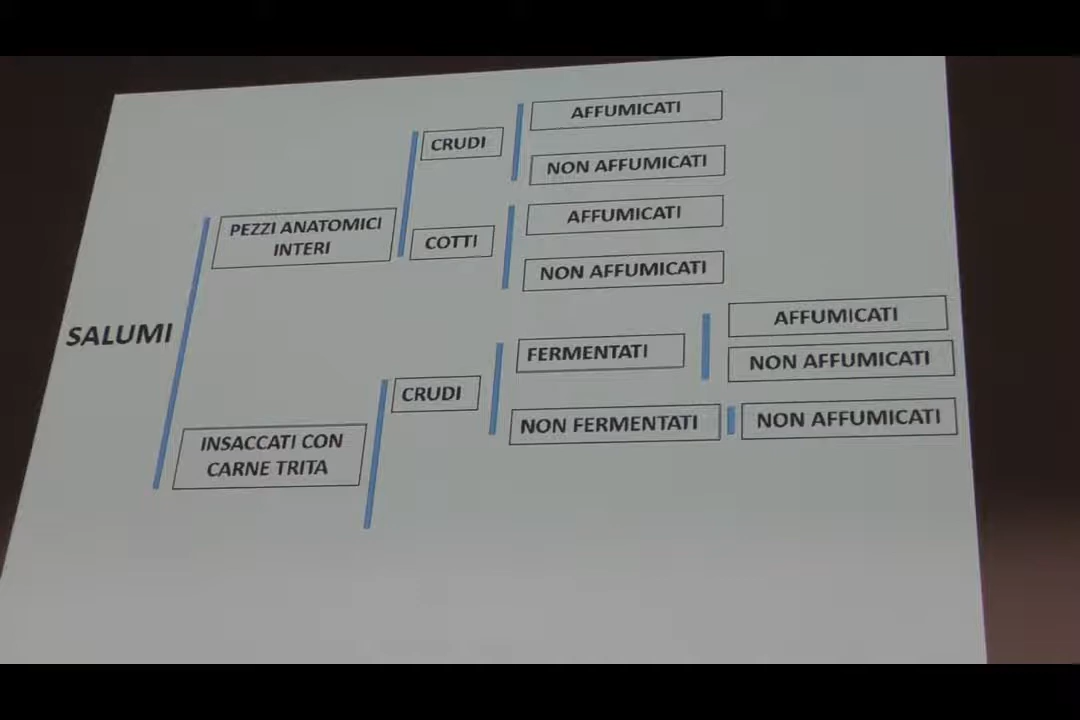 AFFUMICATI
CRUDI
NON AFFUMICATI
PEZZI ANATOMICI
INTERI
AFFUMICATI
COTTI
NON AFFUMICATI
SALUMI
AFFUMICATI
FERMENTATI
NON AFFUMICATI
CRUDI
NON FERMENTATI
NON AFFUMICATI
INSACCATI CON
CARNE TRITA